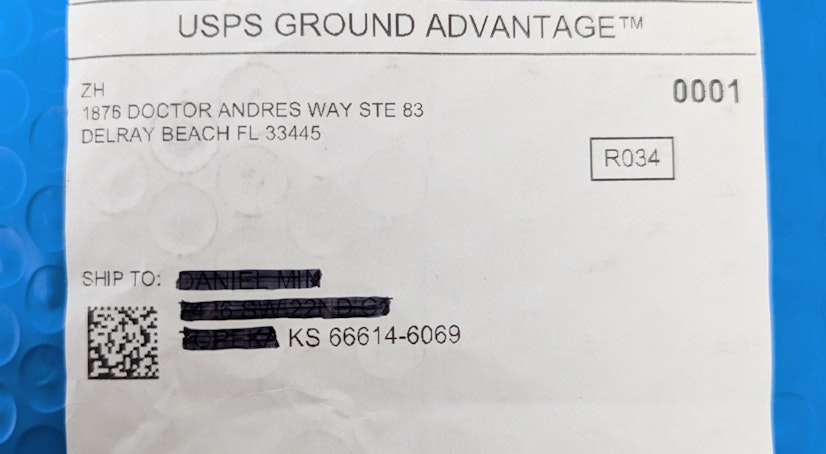 USPS GROUND ADVANTAGE™
ZH
0001
1876 DOCTOR ANDRES WAY STE 83
DELRAY BEACH FL 33445
R034
SHIP TO:
KS 66614-6069